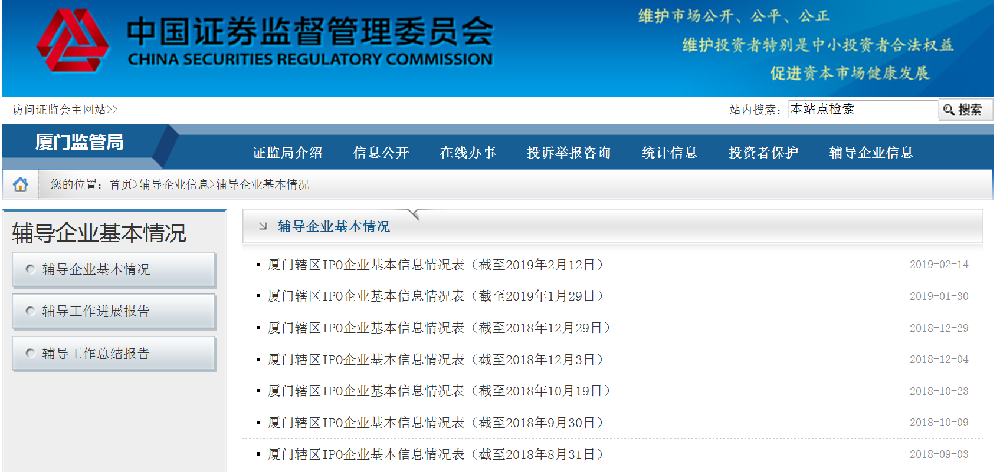 中国证券监督管理委员会
CHINA SECURITIES REGULATORY COMMISSION
维护市场公开、公平、公正
维护投资者特别是中小投资者合法权益
促进资本市场健康发展
访问证监会主网站>>
站内搜索：
本站点检索
搜索
厦门监管局
证监局介绍 信息公开 在线办事 投诉举报咨询 统计信息 投资者保护 辅导企业信息
您的位置：首页>辅导企业信息>辅导企业基本情况
辅导企业基本情况
辅导企业基本情况
辅导工作进展报告
辅导工作总结报告
辅导企业基本情况
厦门辖区IPO企业基本信息情况表（截至2019年2月12日） 2019-02-14
厦门辖区IPO企业基本信息情况表（截至2019年1月29日） 2019-01-30
厦门辖区IPO企业基本信息情况表（截至2018年12月29日） 2018-12-29
厦门辖区IPO企业基本信息情况表（截至2018年12月3日） 2018-12-04
厦门辖区IPO企业基本信息情况表（截至2018年10月19日） 2018-10-23
厦门辖区IPO企业基本信息情况表（截至2018年9月30日） 2018-10-09
厦门辖区IPO企业基本信息情况表（截至2018年8月31日） 2018-09-03